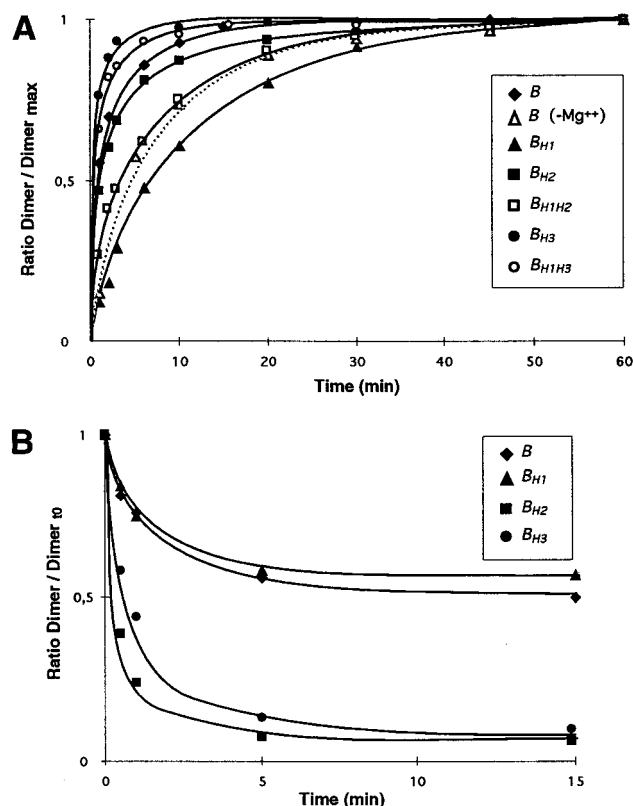 A
Ratio Dimer / Dimer max
1
0,5
0
0 10 20 30 40 50 60
Time (min)
B
B (-Mg++)
BH1
BH2
BH1H2
BH3
BH1H3
B
Ratio Dimer / Dimer t0
1
0,5
0
0 5 10 15
Time (min)
B
BH1
BH2
BH3